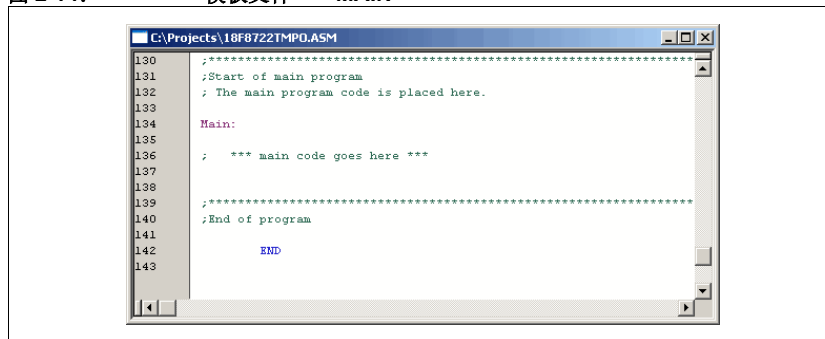 C:\Projects\18F8722TMPO.ASM
130 ;*******************************************************************
131 ;Start of main program
132 ; The main program code is placed here.
133
134 Main:
135
136 ;   *** main code goes here ***
137
138
139 ;*******************************************************************
140 ;End of program
141
142 END
143